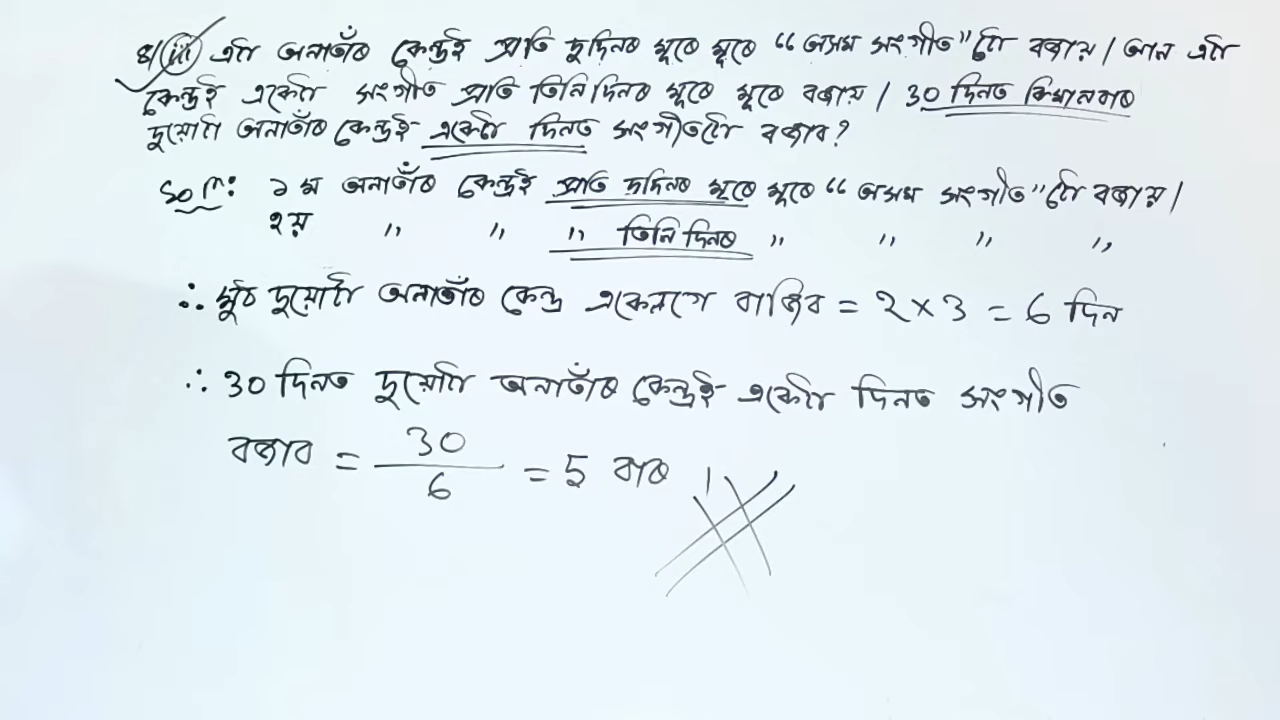 8|(iii) এটা অনাতাঁৰ কেন্দ্ৰই প্ৰতি দুদিনৰ মূৰে মূৰে “অসম সংগীত”টো বজায়। আন এটা
কেন্দ্ৰই একেটা সংগীত প্ৰতি তিনিদিনৰ মূৰে মূৰে বজায়। 30 দিনত কিমানবাৰ
দুয়োটা অনাতাঁৰ কেন্দ্ৰই একেটা দিনত সংগীতটো বজাব?
Soln: ১ম অনাতাঁৰ কেন্দ্ৰই প্ৰতি দুদিনৰ মূৰে মূৰে “অসম সংগীত”টো বজায়।
২য় " " " তিনিদিনৰ " " " "
∴ মুঠ দুয়োটা অনাতাঁৰ কেন্দ্ৰ একেলগে বাজিব = 2 × 3 = 6 দিন
∴ 30 দিনত দুয়োটা অনাতাঁৰ কেন্দ্ৰই একেটা দিনত সংগীত
বজাব = 30/6 = 5 বাৰ।